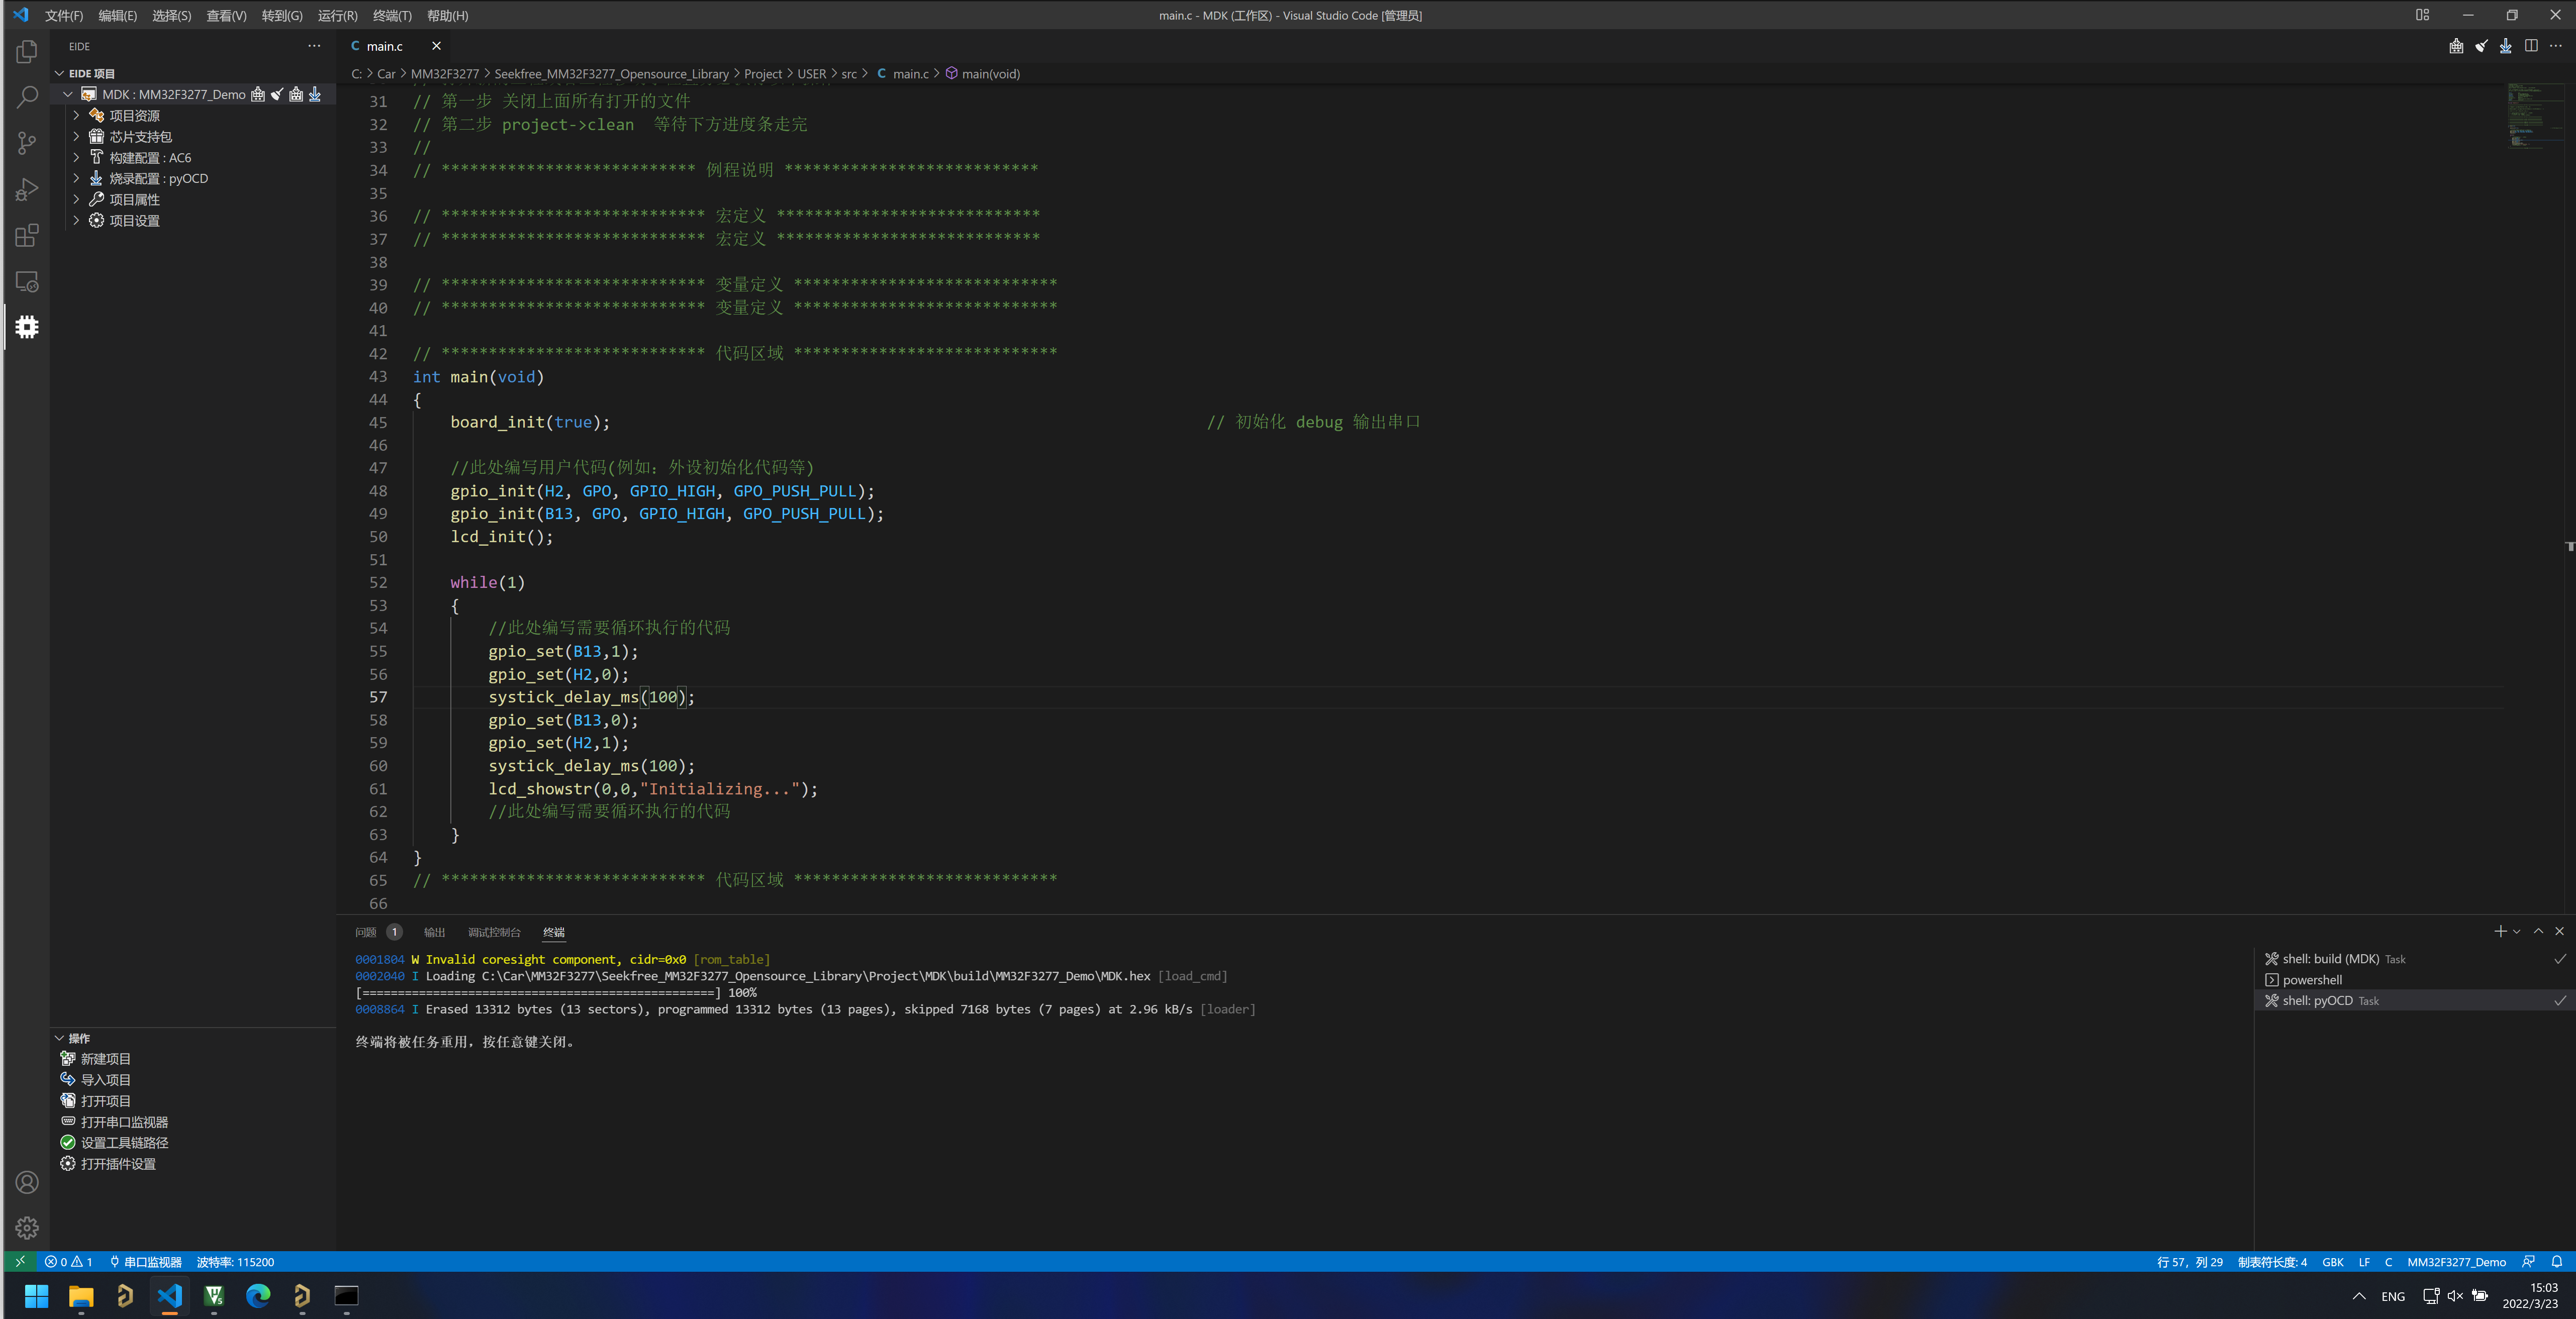 文件(F) 编辑(E) 选择(S) 查看(V) 转到(G) 运行(R) 终端(T) 帮助(H)
main.c - MDK (工作区) - Visual Studio Code [管理员]
EIDE
main.c
EIDE 项目
C: > Car > MM32F3277 > Seekfree_MM32F3277_Opensource_Library > Project > USER > src > C main.c > main(void)
MDK : MM32F3277_Demo
项目资源
芯片支持包
构建配置 : AC6
烧录配置 : pyOCD
项目属性
项目设置
31 // 第一步 关闭上面所有打开的文件
32 // 第二步 project->clean  等待下方进度条走完
33 //
34 // *************************** 例程说明 ***************************
35
36 // **************************** 宏定义 ****************************
37 // **************************** 宏定义 ****************************
38
39 // **************************** 变量定义 ****************************
40 // **************************** 变量定义 ****************************
41
42 // **************************** 代码区域 ****************************
43 int main(void)
44 {
45     board_init(true);    // 初始化 debug 输出串口
46
47     //此处编写用户代码(例如：外设初始化代码等)
48     gpio_init(H2, GPO, GPIO_HIGH, GPO_PUSH_PULL);
49     gpio_init(B13, GPO, GPIO_HIGH, GPO_PUSH_PULL);
50     lcd_init();
51
52     while(1)
53     {
54         //此处编写需要循环执行的代码
55         gpio_set(B13,1);
56         gpio_set(H2,0);
57         systick_delay_ms(100);
58         gpio_set(B13,0);
59         gpio_set(H2,1);
60         systick_delay_ms(100);
61         lcd_showstr(0,0,"Initializing...");
62         //此处编写需要循环执行的代码
63     }
64 }
65 // **************************** 代码区域 ****************************
66
问题 1 输出 调试控制台 终端
0001804 W Invalid coresight component, cidr=0x0 [rom_table]
0002040 I Loading C:\Car\MM32F3277\Seekfree_MM32F3277_Opensource_Library\Project\MDK\build\MM32F3277_Demo\MDK.hex [load_cmd]
[==================================================] 100%
0008864 I Erased 13312 bytes (13 sectors), programmed 13312 bytes (13 pages), skipped 7168 bytes (7 pages) at 2.96 kB/s [loader]
终端将被任务重用，按任意键关闭。
shell: build (MDK) Task
powershell
shell: pyOCD Task
操作
新建项目
导入项目
打开项目
打开串口监视器
设置工具链路径
打开插件设置
0 1 串口监视器 波特率: 115200
行 57，列 29 制表符长度: 4 GBK LF C MM32F3277_Demo
ENG
15:03
2022/3/23